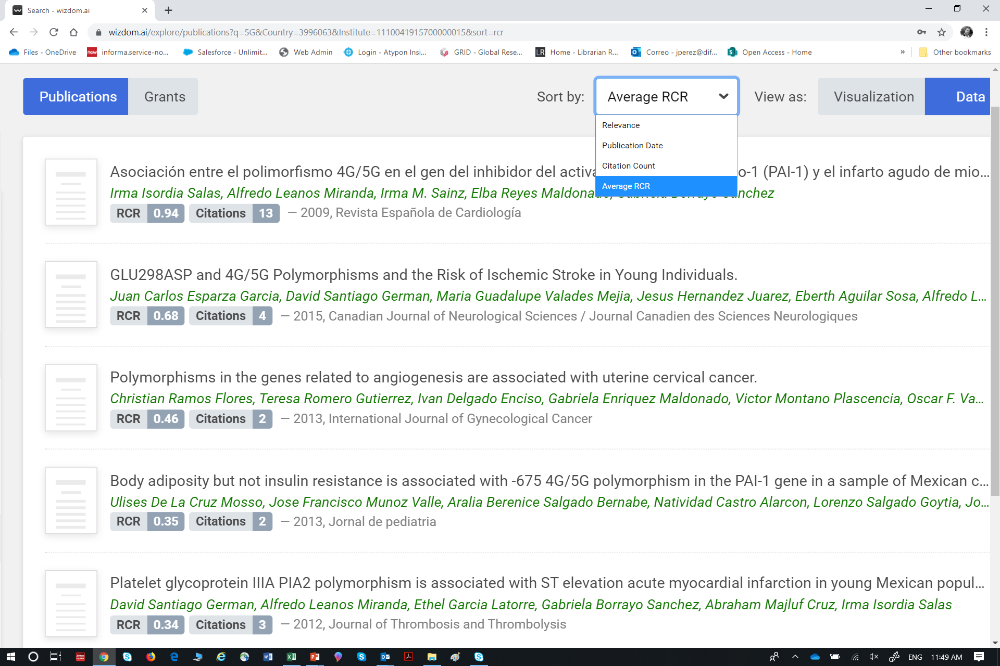 Search - wizdom.ai
wizdom.ai/explore/publications?q=5G&Country=3996063&Institute=1110041915700000015&sort=rcr
Files - OneDrive
now
informa.service-no...
Salesforce - Unlimit...
Web Admin
Login - Atypon Insi...
GRID - Global Rese...
LR
Home - Librarian R...
Correo - jperez@dif...
Open Access - Home
»
Other bookmarks
Publications
Grants
Sort by:
Average RCR
View as:
Visualization
Data
Relevance
Publication Date
Citation Count
Average RCR
Asociación entre el polimorfismo 4G/5G en el gen del inhibidor del activa o-1 (PAI-1) y el infarto agudo de mio...
Irma Isordia Salas, Alfredo Leanos Miranda, Irma M. Sainz, Elba Reyes Maldonado, Gabriela Borrayo Sanchez
RCR 0.94 Citations 13 — 2009, Revista Española de Cardiología
GLU298ASP and 4G/5G Polymorphisms and the Risk of Ischemic Stroke in Young Individuals.
Juan Carlos Esparza Garcia, David Santiago German, Maria Guadalupe Valades Mejia, Jesus Hernandez Juarez, Eberth Aguilar Sosa, Alfredo L...
RCR 0.68 Citations 4 — 2015, Canadian Journal of Neurological Sciences / Journal Canadien des Sciences Neurologiques
Polymorphisms in the genes related to angiogenesis are associated with uterine cervical cancer.
Christian Ramos Flores, Teresa Romero Gutierrez, Ivan Delgado Enciso, Gabriela Enriquez Maldonado, Victor Montano Plascencia, Oscar F. Va...
RCR 0.46 Citations 2 — 2013, International Journal of Gynecological Cancer
Body adiposity but not insulin resistance is associated with -675 4G/5G polymorphism in the PAI-1 gene in a sample of Mexican c...
Ulises De La Cruz Mosso, Jose Francisco Munoz Valle, Aralia Berenice Salgado Bernabe, Natividad Castro Alarcon, Lorenzo Salgado Goytia, Jo...
RCR 0.35 Citations 2 — 2013, Jornal de pediatria
Platelet glycoprotein IIIA PIA2 polymorphism is associated with ST elevation acute myocardial infarction in young Mexican popul...
David Santiago German, Alfredo Leanos Miranda, Ethel Garcia Latorre, Gabriela Borrayo Sanchez, Abraham Majluf Cruz, Irma Isordia Salas
RCR 0.34 Citations 3 — 2012, Journal of Thrombosis and Thrombolysis
ENG 11:49 AM